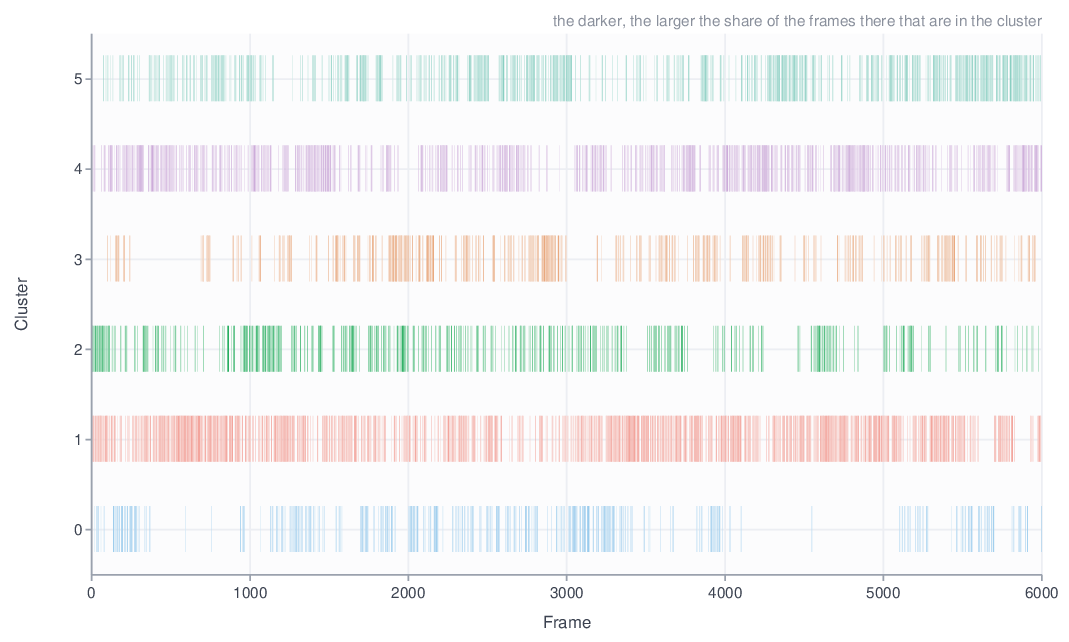 the darker, the larger the share of the frames there that are in the cluster
5
4
3
2
1
0
Cluster
0 1000 2000 3000 4000 5000 6000
Frame